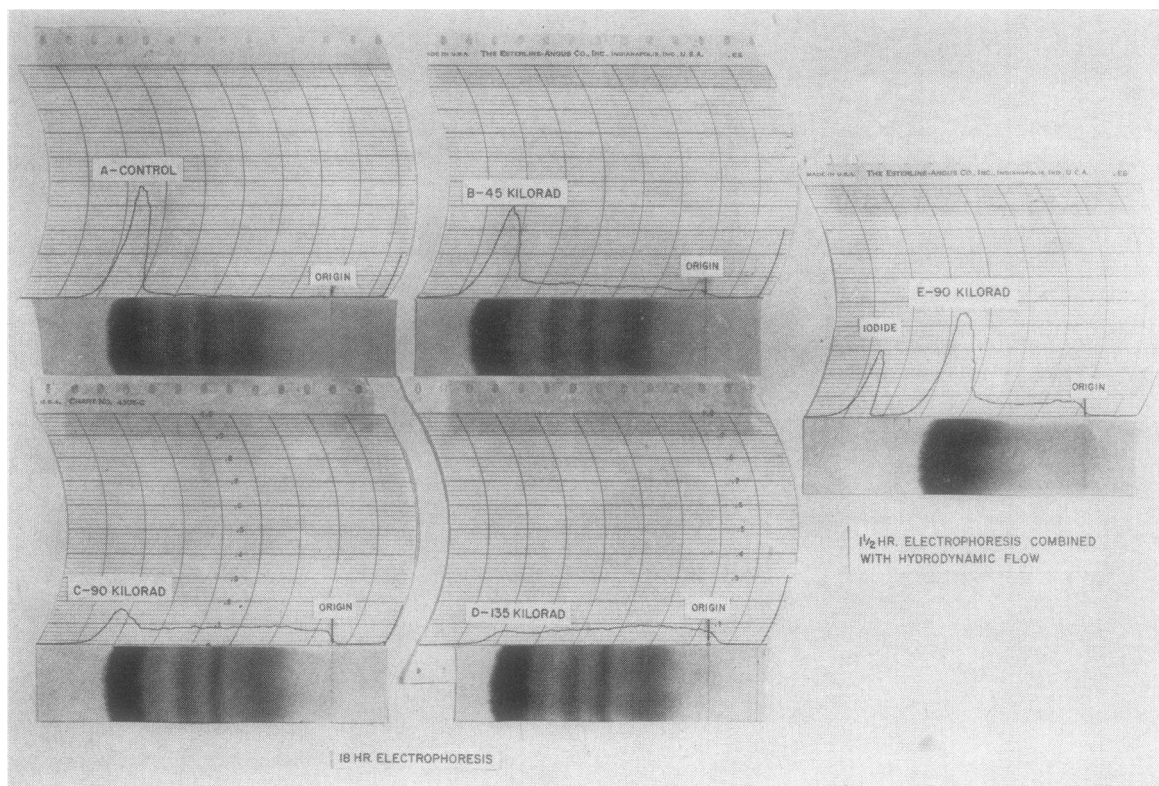 MADE IN U.S.A. THE ESTERLINE-ANGUS CO., INC., INDIANAPOLIS, IND., U.S.A.
A-CONTROL
ORIGIN
B-45 KILORAD
ORIGIN
MADE IN U.S.A. THE ESTERLINE-ANGUS CO., INC., INDIANAPOLIS, IND., U.S.A.
IODIDE
E-90 KILORAD
ORIGIN
C-90 KILORAD
ORIGIN
D-135 KILORAD
ORIGIN
1½ HR. ELECTROPHORESIS COMBINED
WITH HYDRODYNAMIC FLOW
18 HR. ELECTROPHORESIS